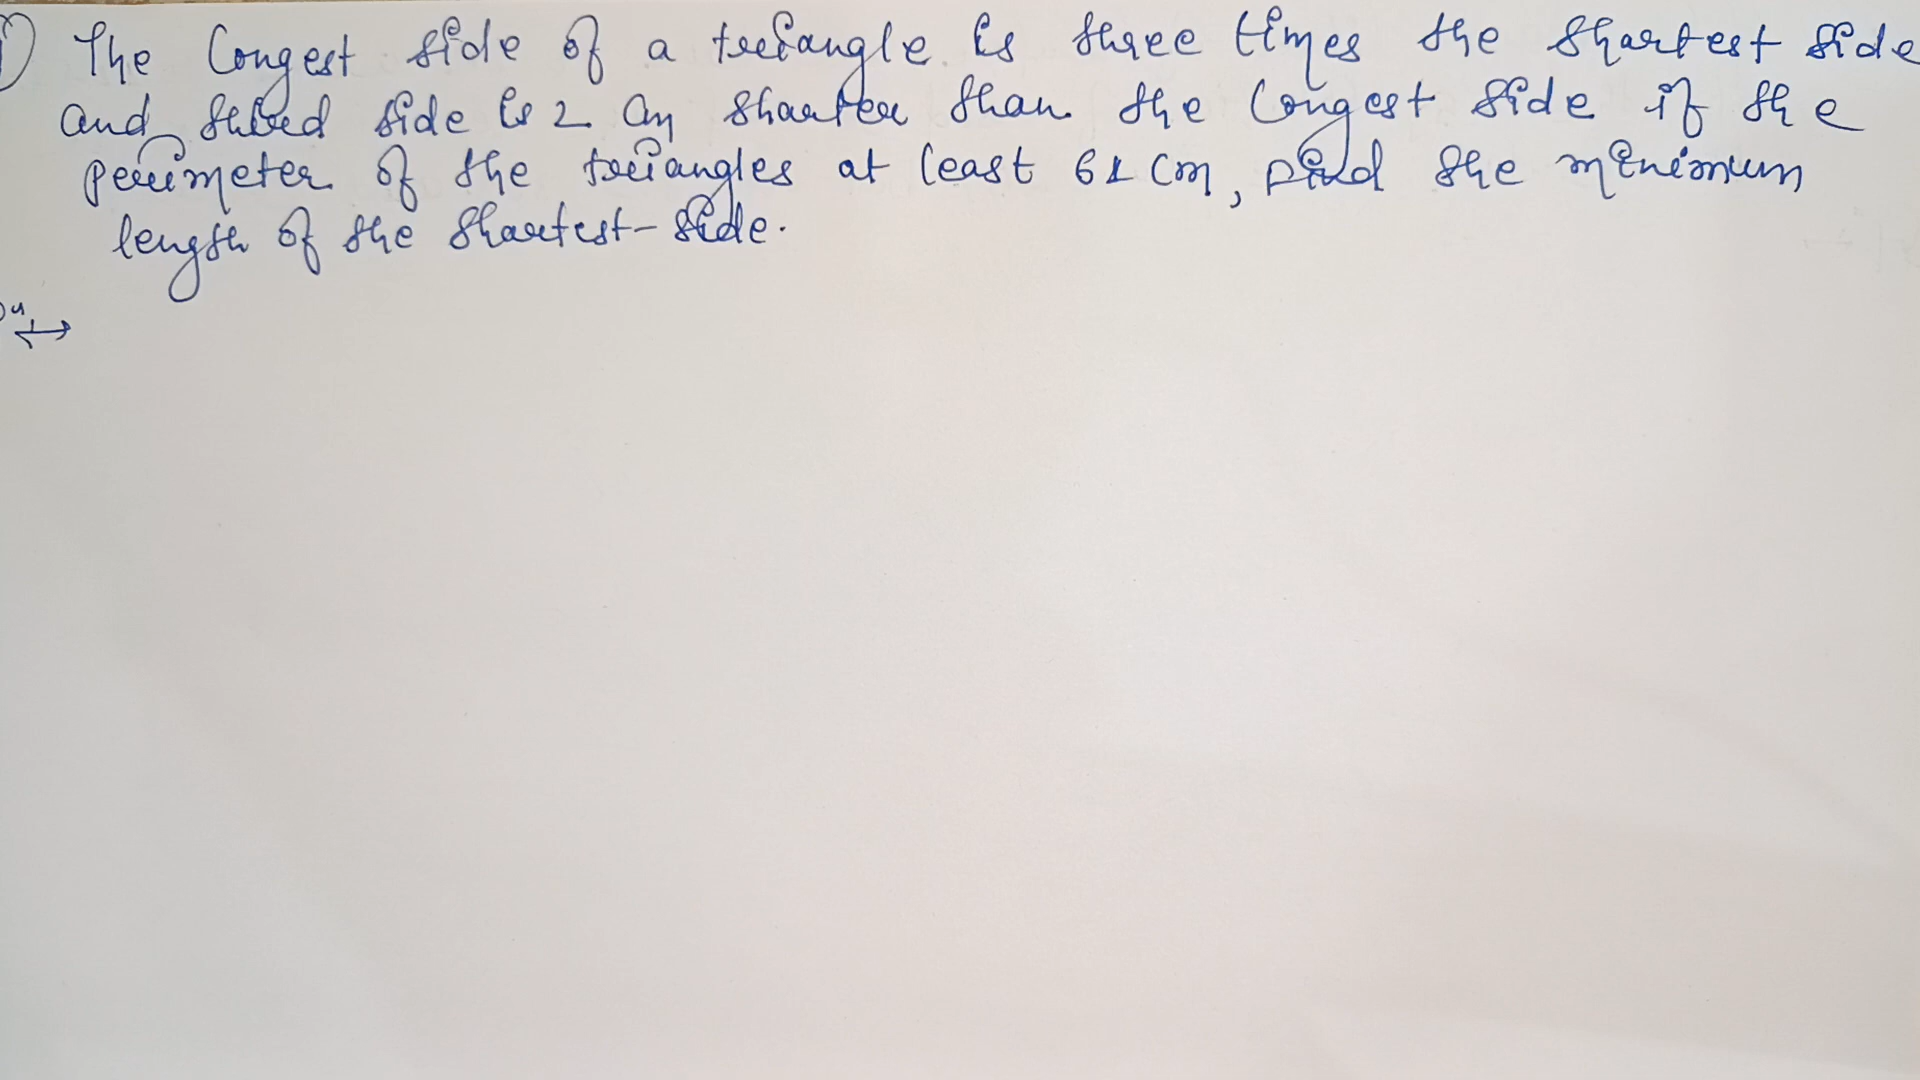 1) The longest side of a triangle is three times the shortest side
and third side is 2 cm shorter than the longest side if the
perimeter of the triangles at least 61 cm, find the minimum
length of the shortest-side.